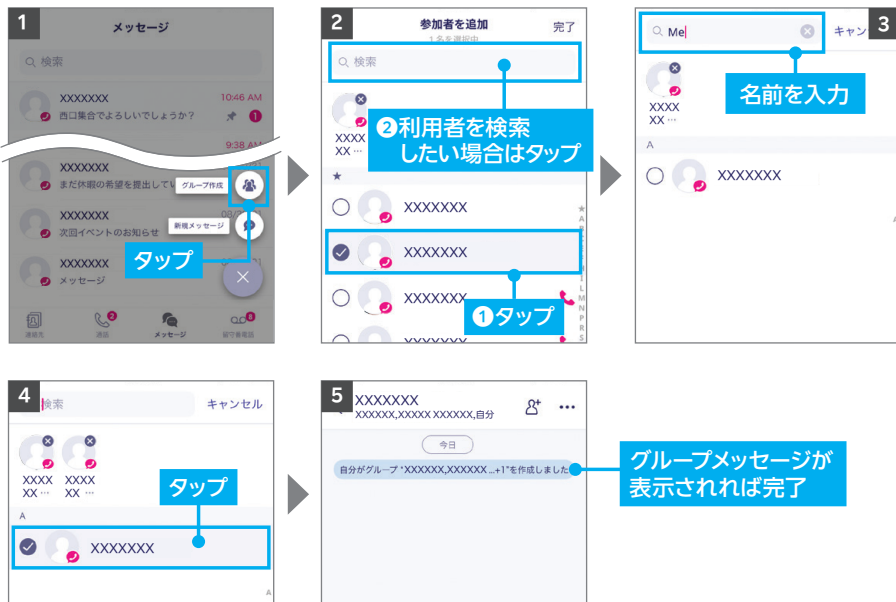 1
メッセージ
検索
XXXXXXX
10:46 AM
西口集合でよろしいでしょうか?
1
9:38 AM
XXXXXXX
まだ休暇の希望を提出してい
グループ作成
XXXXXXX
次回イベントのお知らせ
新規メッセージ
タップ
XXXXXXX
メッセージ
連絡先
通話
2
メッセージ
留守番電話
8
2
参加者を追加
完了
1名を選択中
検索
XXXX
XX …
❷利用者を検索
したい場合はタップ
★
XXXXXXX
XXXXXXX
XXXXXXX
❶タップ
XXXXXXX
★
A
L
M
N
P
R
S
3
Me
キャン
名前を入力
XXXX
XX …
A
XXXXXXX
4
検索
キャンセル
XXXX XXXX
XX … XX …
タップ
A
XXXXXXX
A
5
XXXXXXX
XXXXXX,XXXXX XXXXXX,自分
今日
自分がグループ "XXXXXX,XXXXXX ...+1"を作成しました
グループメッセージが
表示されれば完了